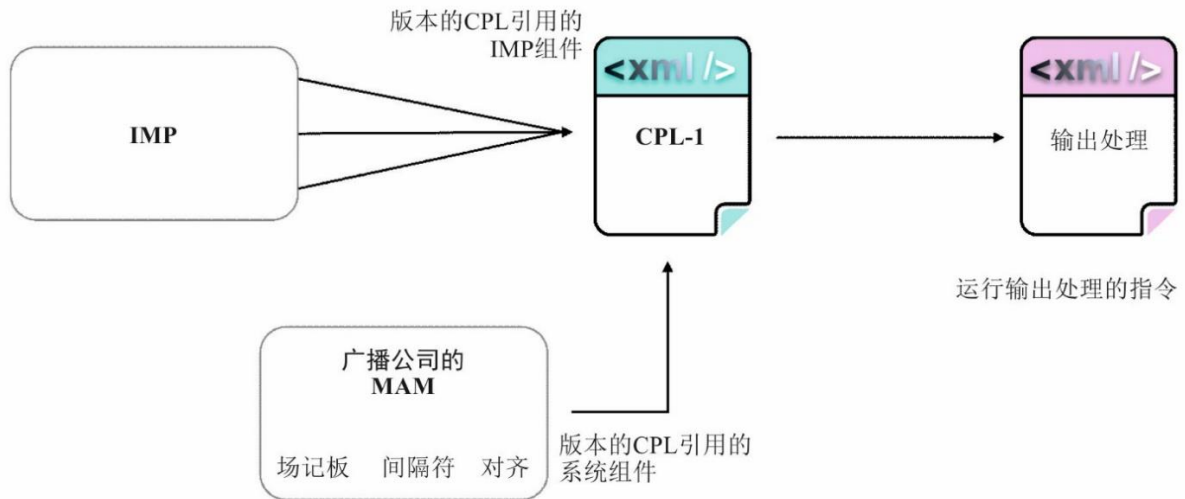 版本的CPL引用的
IMP组件
<xml/>
<xml/>
IMP
CPL-1
输出处理
运行输出处理的指令
广播公司的
MAM
场记板 间隔符 对齐
版本的CPL引用的
系统组件